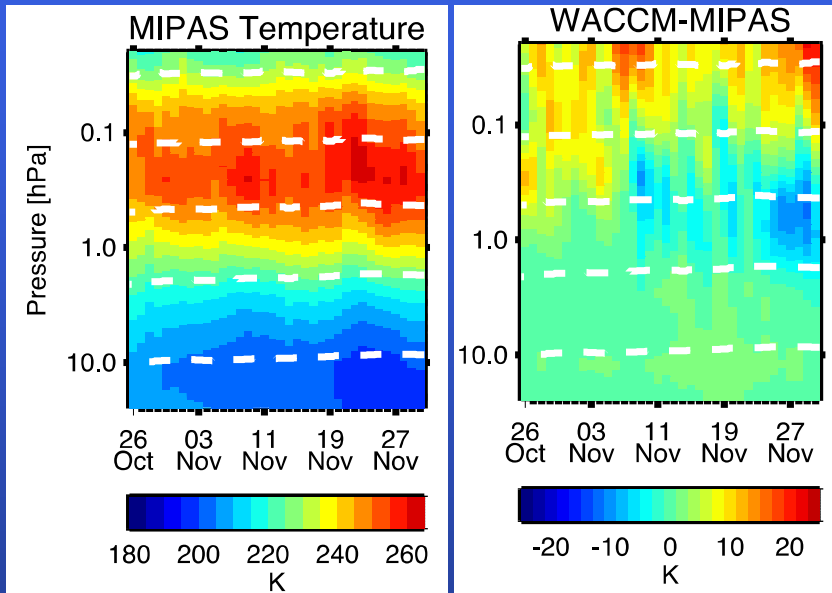 MIPAS Temperature
Pressure [hPa]
0.1
1.0
10.0
26 03 11 19 27
Oct Nov Nov Nov Nov
180 200 220 240 260
K
WACCM-MIPAS
0.1
1.0
10.0
26 03 11 19 27
Oct Nov Nov Nov Nov
-20 -10 0 10 20
K